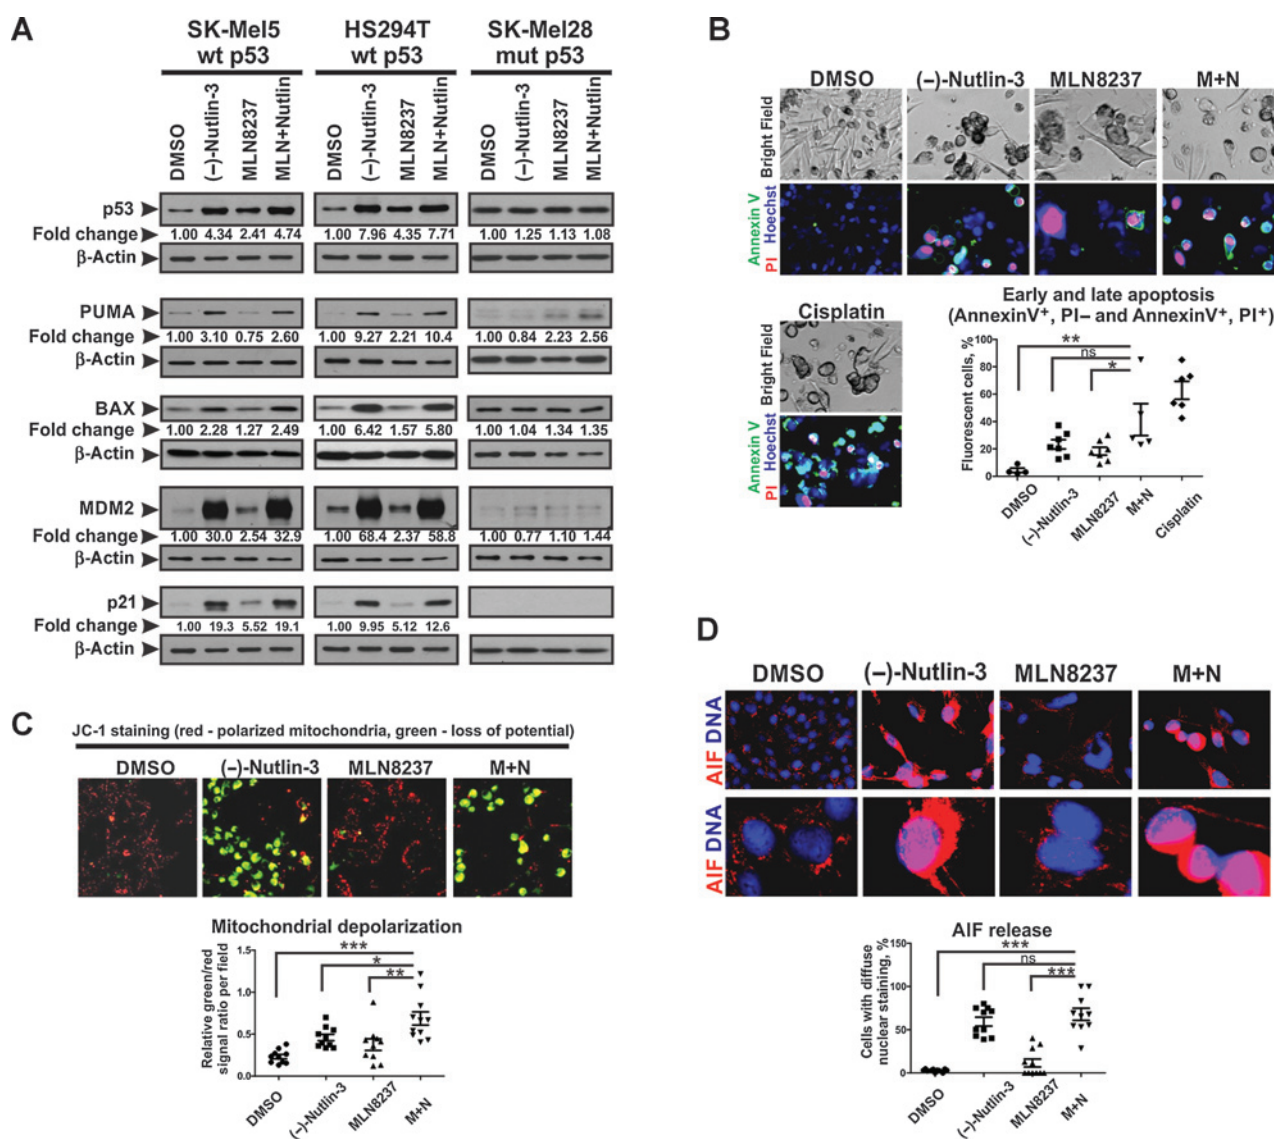 A
SK-Mel5
wt p53
HS294T
wt p53
SK-Mel28
mut p53
DMSO
(–)-Nutlin-3
MLN8237
MLN+Nutlin
DMSO
(–)-Nutlin-3
MLN8237
MLN+Nutlin
DMSO
(–)-Nutlin-3
MLN8237
MLN+Nutlin
p53
Fold change 1.00 4.34 2.41 4.74 1.00 7.96 4.35 7.71 1.00 1.25 1.13 1.08
β-Actin
PUMA
Fold change 1.00 3.10 0.75 2.60 1.00 9.27 2.21 10.4 1.00 0.84 2.23 2.56
β-Actin
BAX
Fold change 1.00 2.28 1.27 2.49 1.00 6.42 1.57 5.80 1.00 1.04 1.34 1.35
β-Actin
MDM2
Fold change 1.00 30.0 2.54 32.9 1.00 68.4 2.37 58.8 1.00 0.77 1.10 1.44
β-Actin
p21
Fold change 1.00 19.3 5.52 19.1 1.00 9.95 5.12 12.6
β-Actin
B
DMSO (–)-Nutlin-3 MLN8237 M+N
Bright Field
Annexin V
PI Hoechst
Cisplatin
Bright Field
Annexin V
PI Hoechst
Early and late apoptosis
(AnnexinV+, PI– and AnnexinV+, PI+)
Fluorescent cells, %
100
80
60
40
20
0
**
ns
*
DMSO
(–)-Nutlin-3
MLN8237
M+N
Cisplatin
C
JC-1 staining (red - polarized mitochondria, green - loss of potential)
DMSO (–)-Nutlin-3 MLN8237 M+N
Mitochondrial depolarization
Relative green/red
signal ratio per field
1.5
1.0
0.5
0.0
***
*
**
DMSO
(–)-Nutlin-3
MLN8237
M+N
D
DMSO (–)-Nutlin-3 MLN8237 M+N
AIF DNA
AIF DNA
AIF release
Cells with diffuse
nuclear staining, %
150
100
50
0
***
ns
***
DMSO
(–)-Nutlin-3
MLN8237
M+N